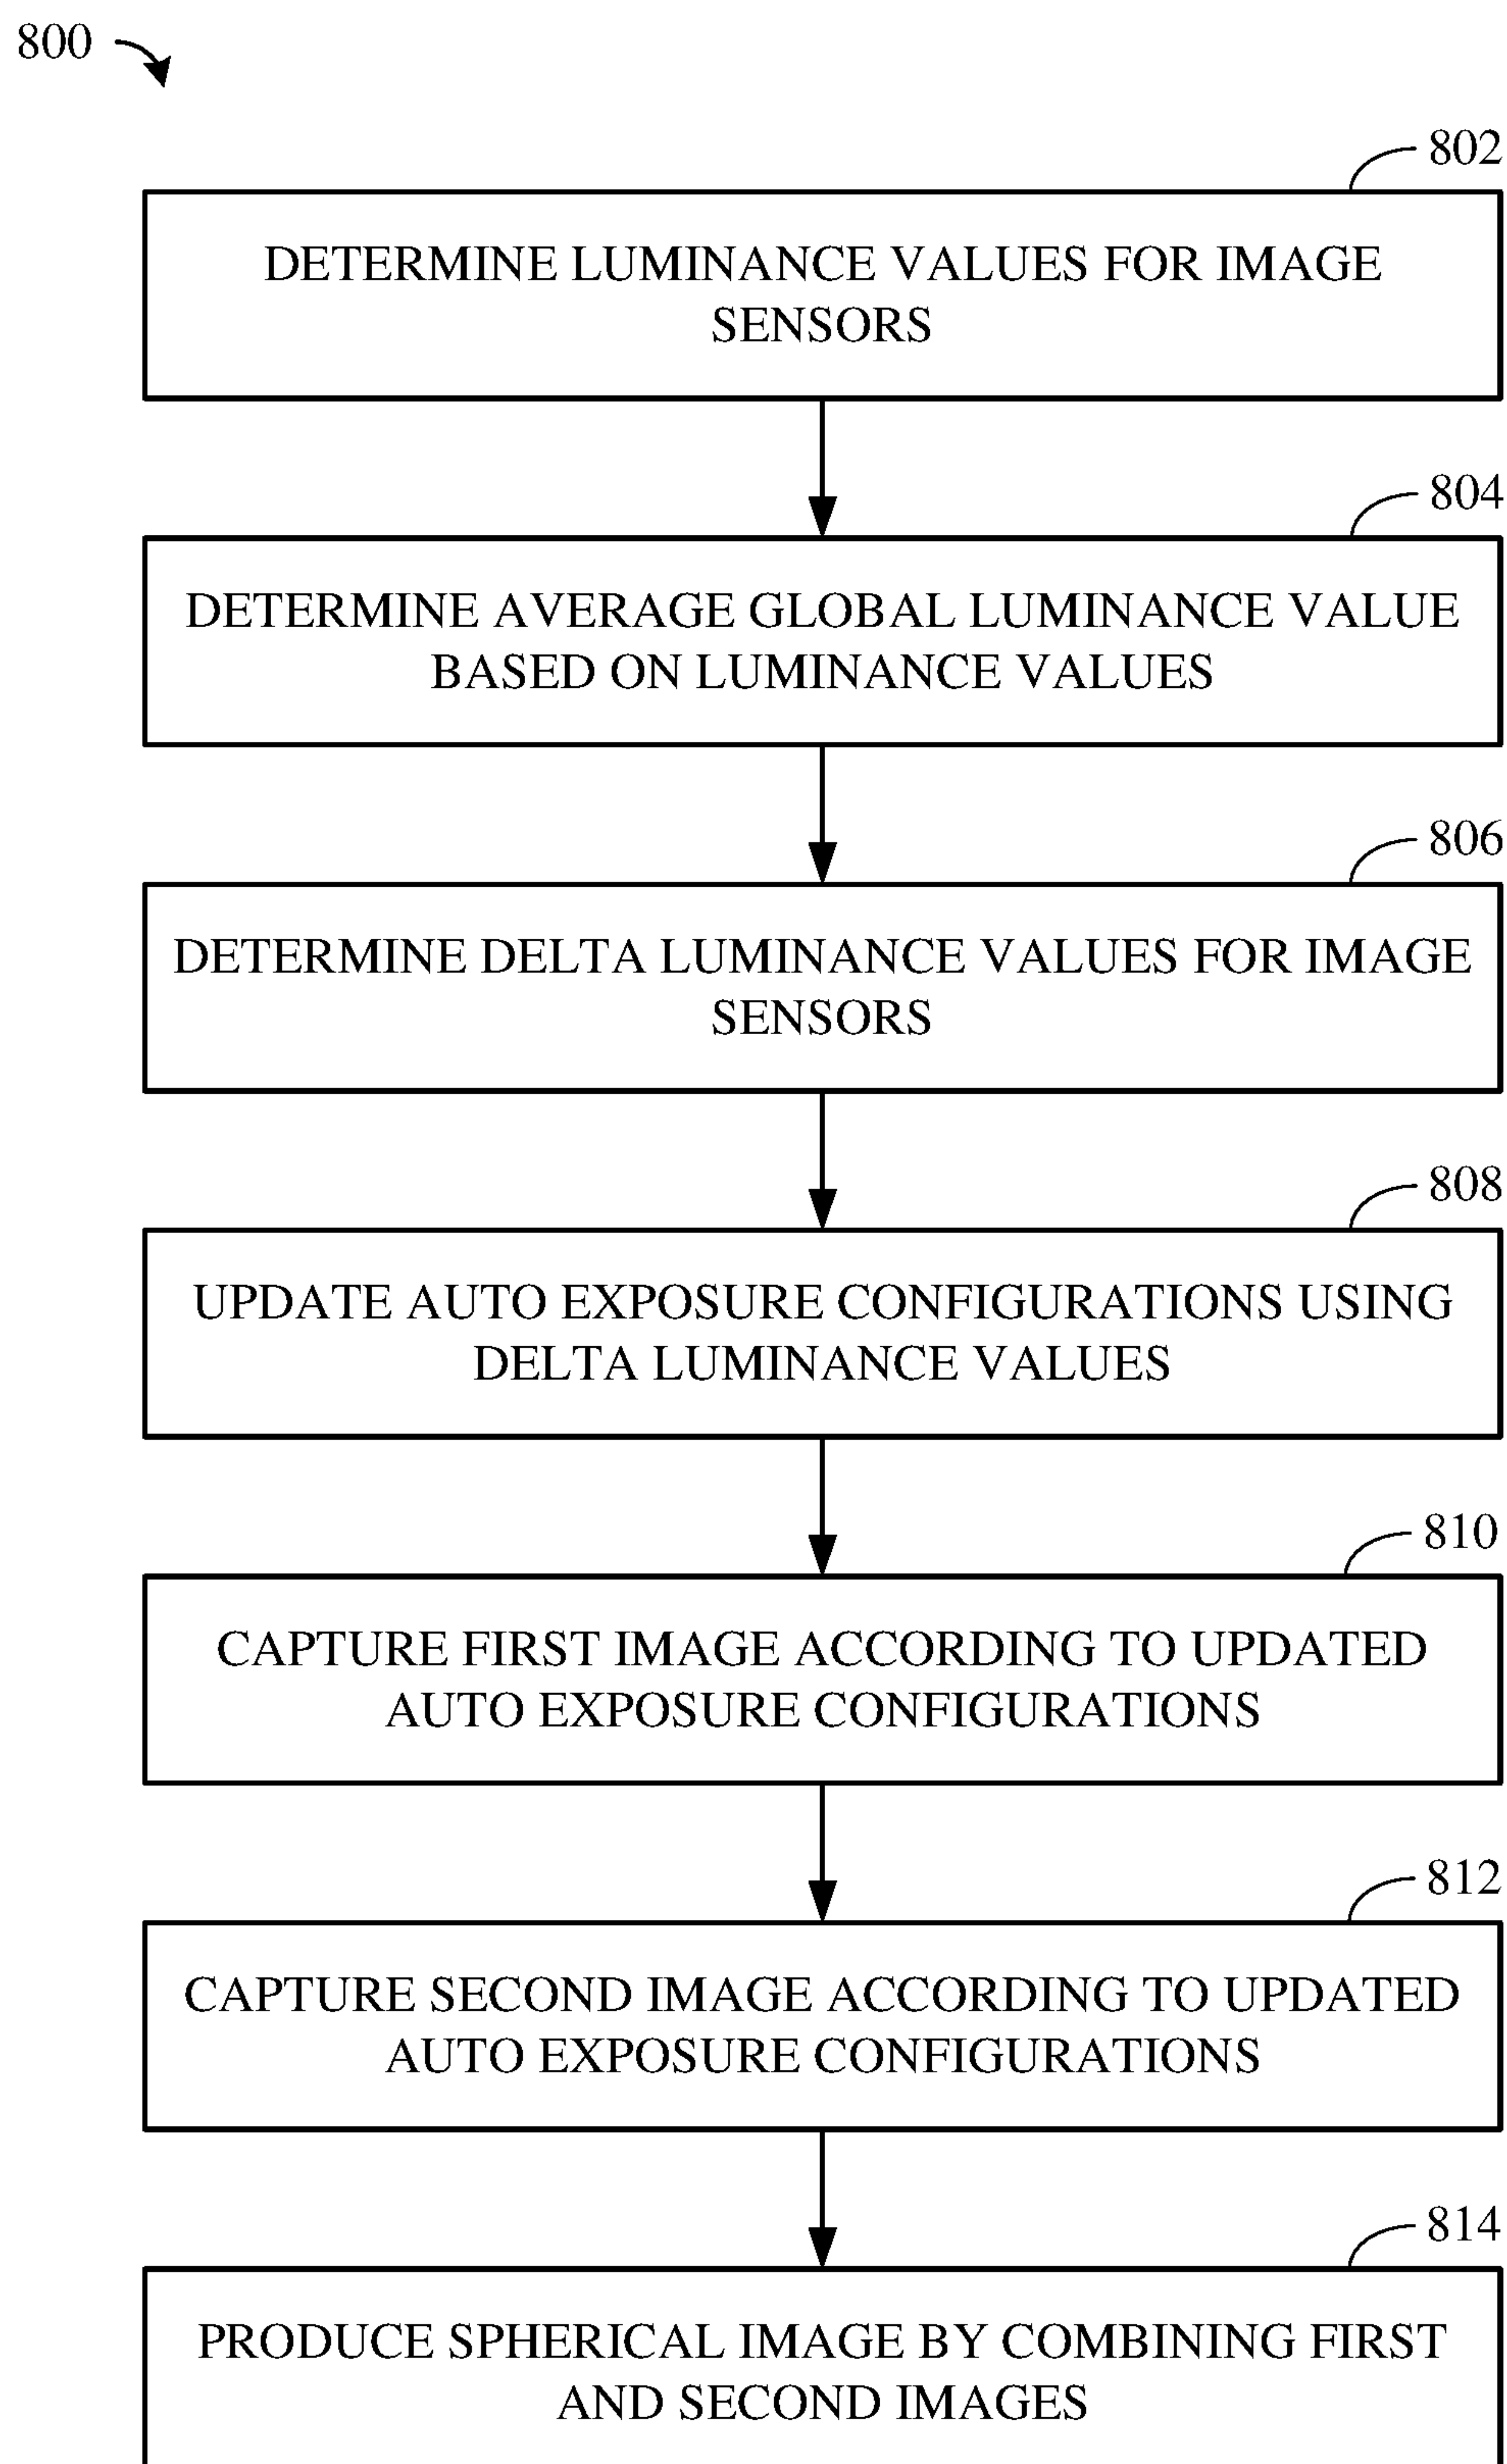 800
802
DETERMINE LUMINANCE VALUES FOR IMAGE
SENSORS
804
DETERMINE AVERAGE GLOBAL LUMINANCE VALUE
BASED ON LUMINANCE VALUES
806
DETERMINE DELTA LUMINANCE VALUES FOR IMAGE
SENSORS
808
UPDATE AUTO EXPOSURE CONFIGURATIONS USING
DELTA LUMINANCE VALUES
810
CAPTURE FIRST IMAGE ACCORDING TO UPDATED
AUTO EXPOSURE CONFIGURATIONS
812
CAPTURE SECOND IMAGE ACCORDING TO UPDATED
AUTO EXPOSURE CONFIGURATIONS
814
PRODUCE SPHERICAL IMAGE BY COMBINING FIRST
AND SECOND IMAGES